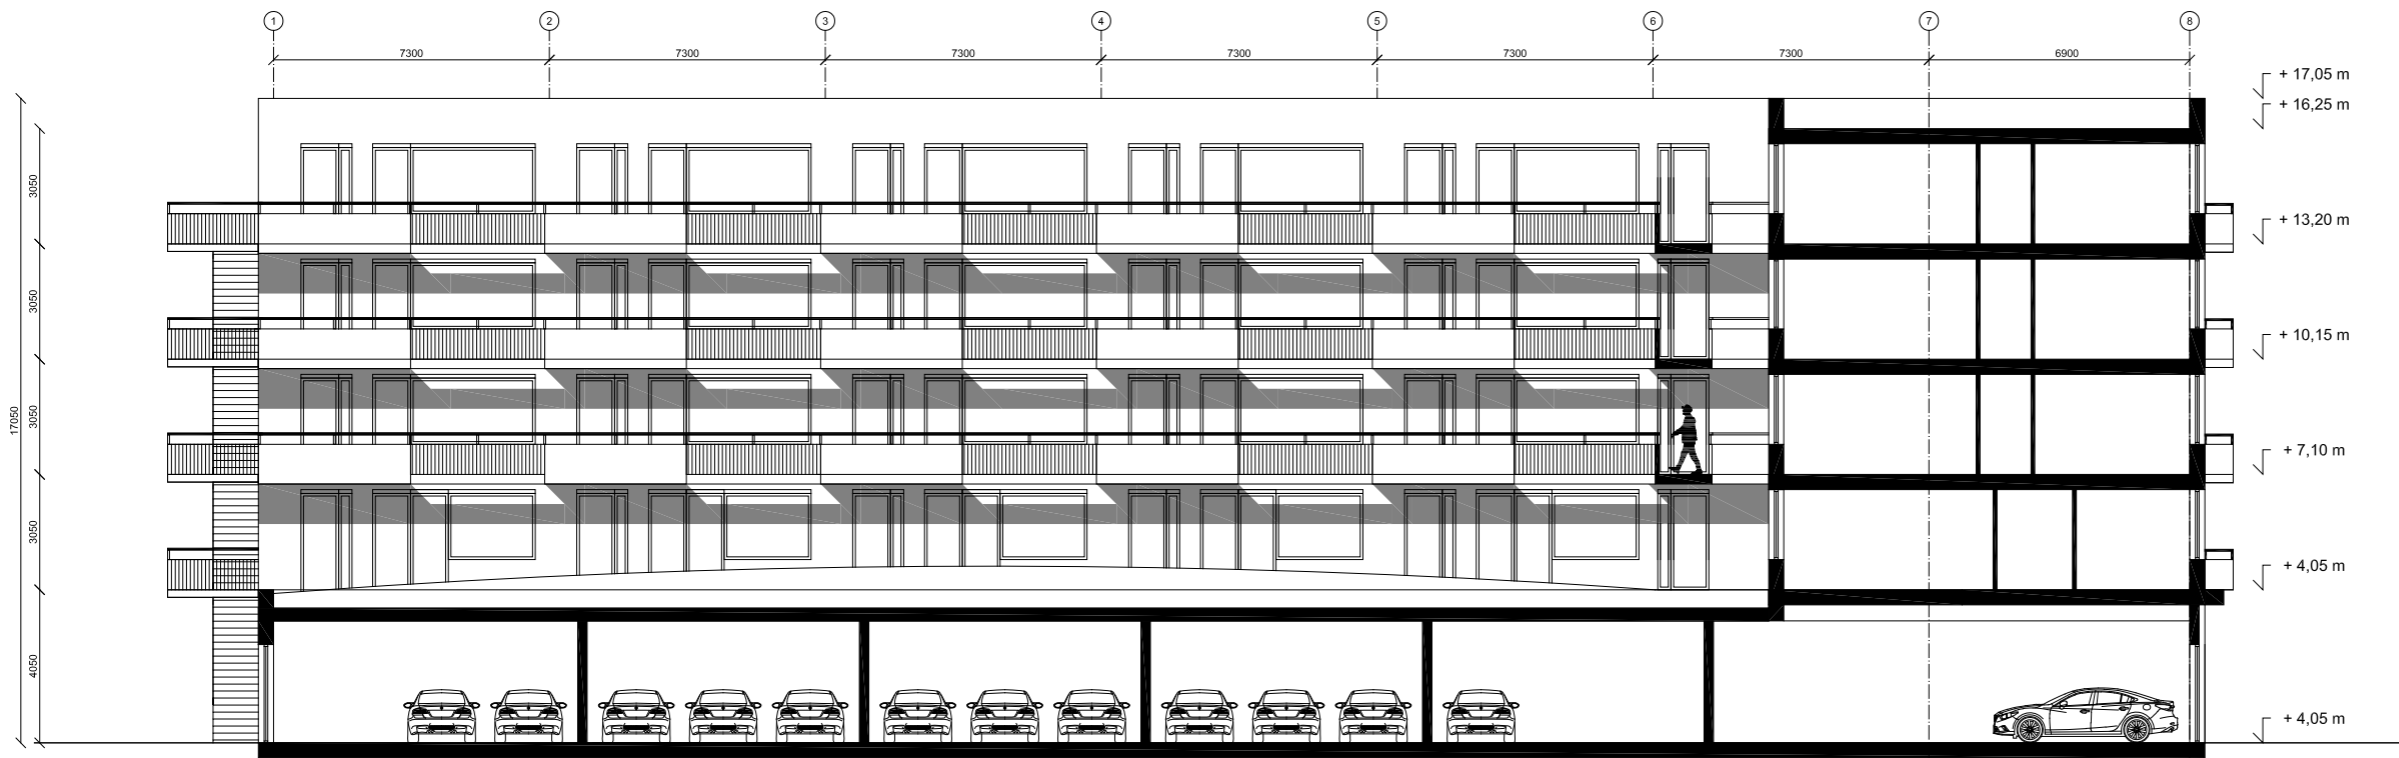 1 2 3 4 5 6 7 8
7300 7300 7300 7300 7300 7300 6900
+ 17,05 m
+ 16,25 m
+ 13,20 m
+ 10,15 m
+ 7,10 m
+ 4,05 m
+ 4,05 m
17050
3050
3050
3050
3050
4050